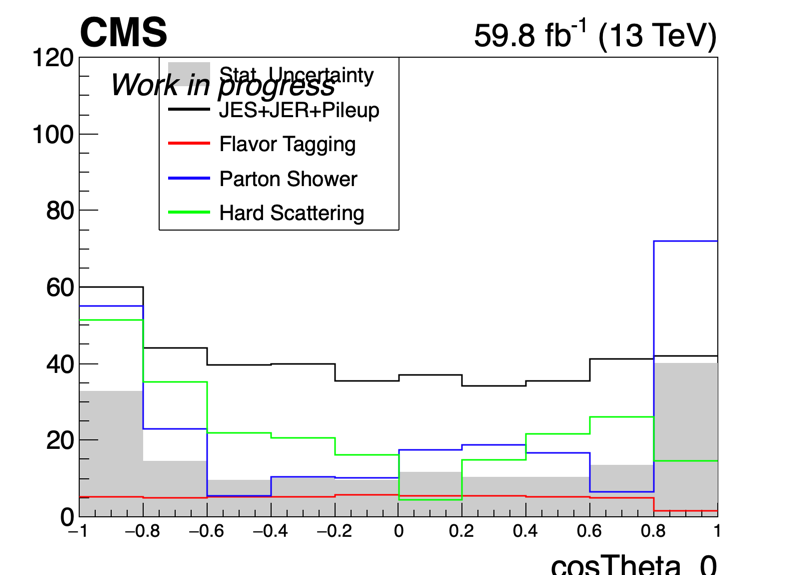 CMS 59.8 fb-1 (13 TeV)
Work in progress
Stat. Uncertainty
JES+JER+Pileup
Flavor Tagging
Parton Shower
Hard Scattering
120
100
80
60
40
20
0
−1 −0.8 −0.6 −0.4 −0.2 0 0.2 0.4 0.6 0.8 1
cosTheta_0